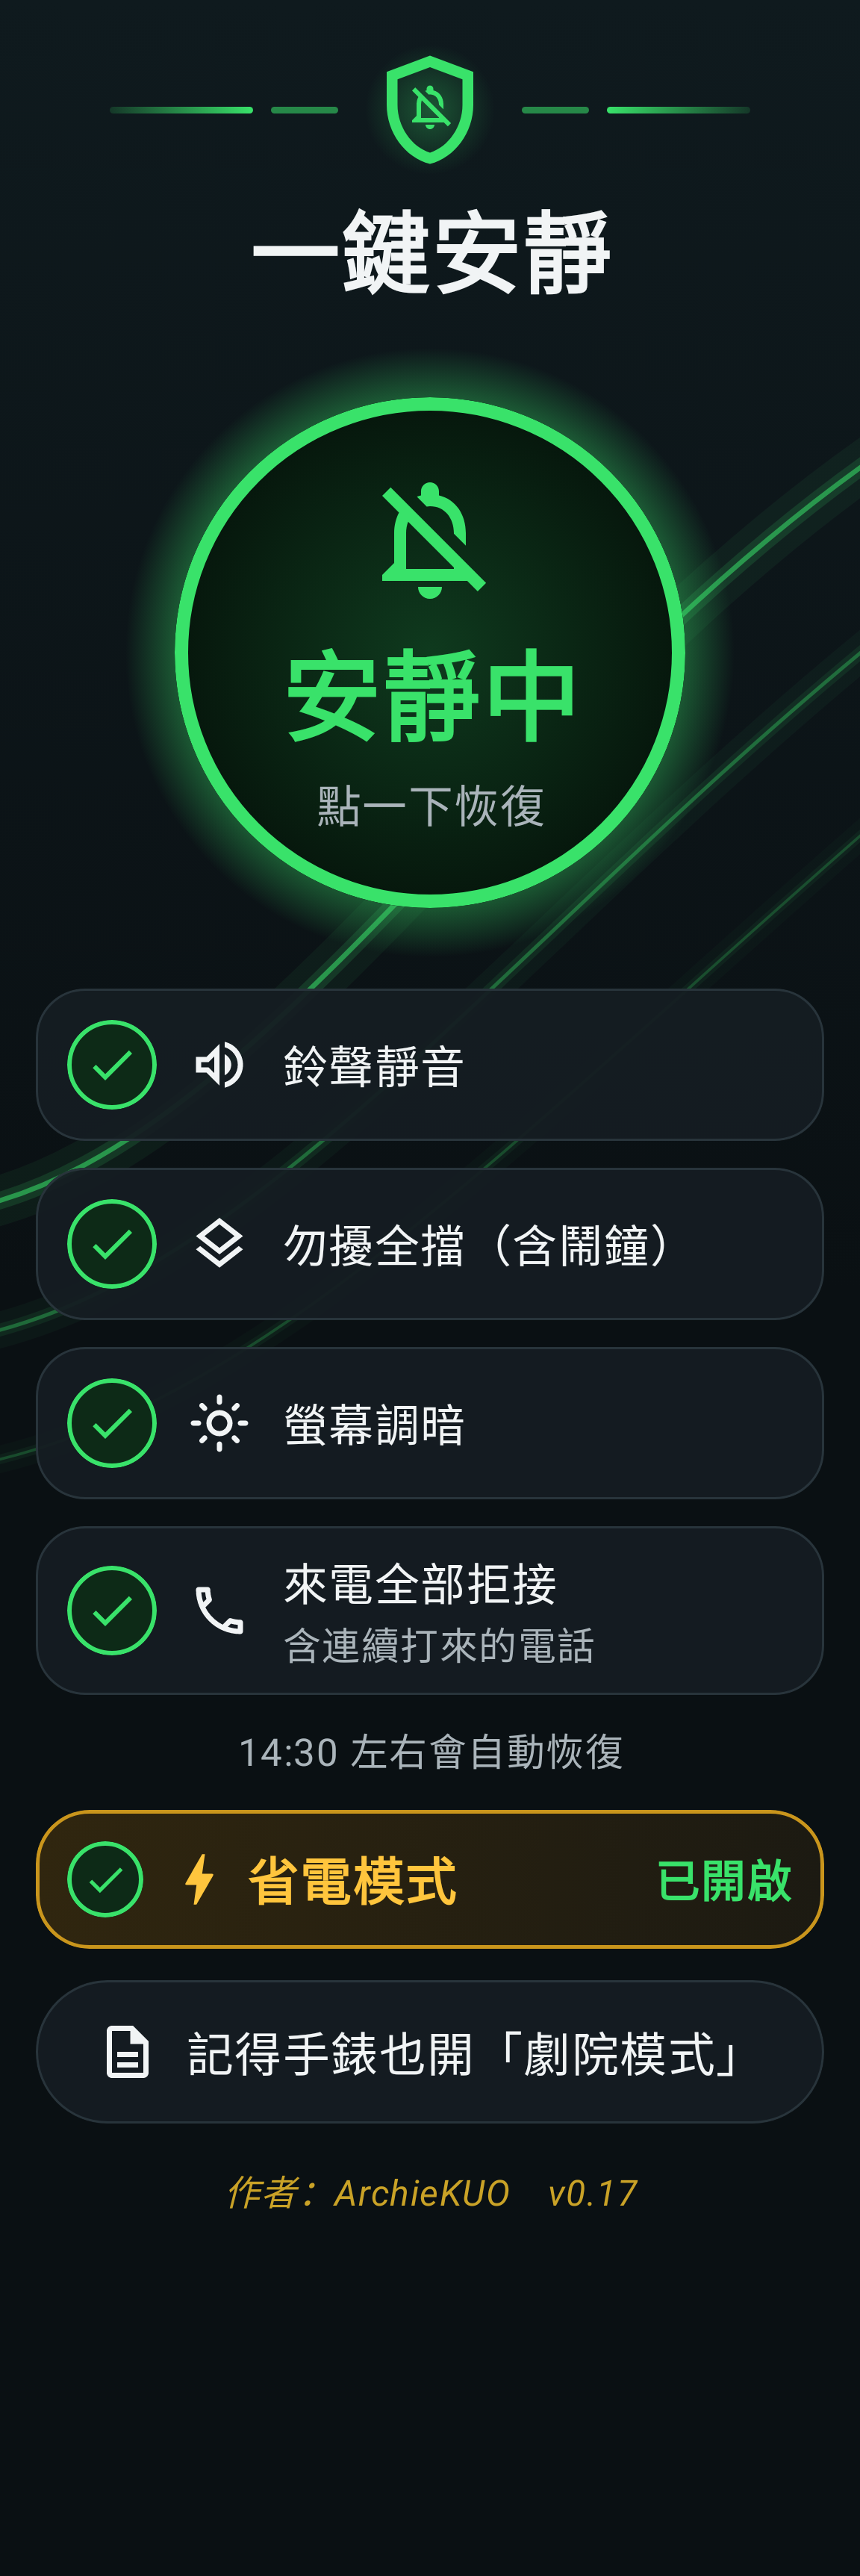 一鍵安靜
安靜中
點一下恢復
鈴聲靜音
勿擾全擋（含鬧鐘）
螢幕調暗
來電全部拒接
含連續打來的電話
14:30 左右會自動恢復
省電模式 已開啟
記得手錶也開「劇院模式」
作者：ArchieKUO v0.17